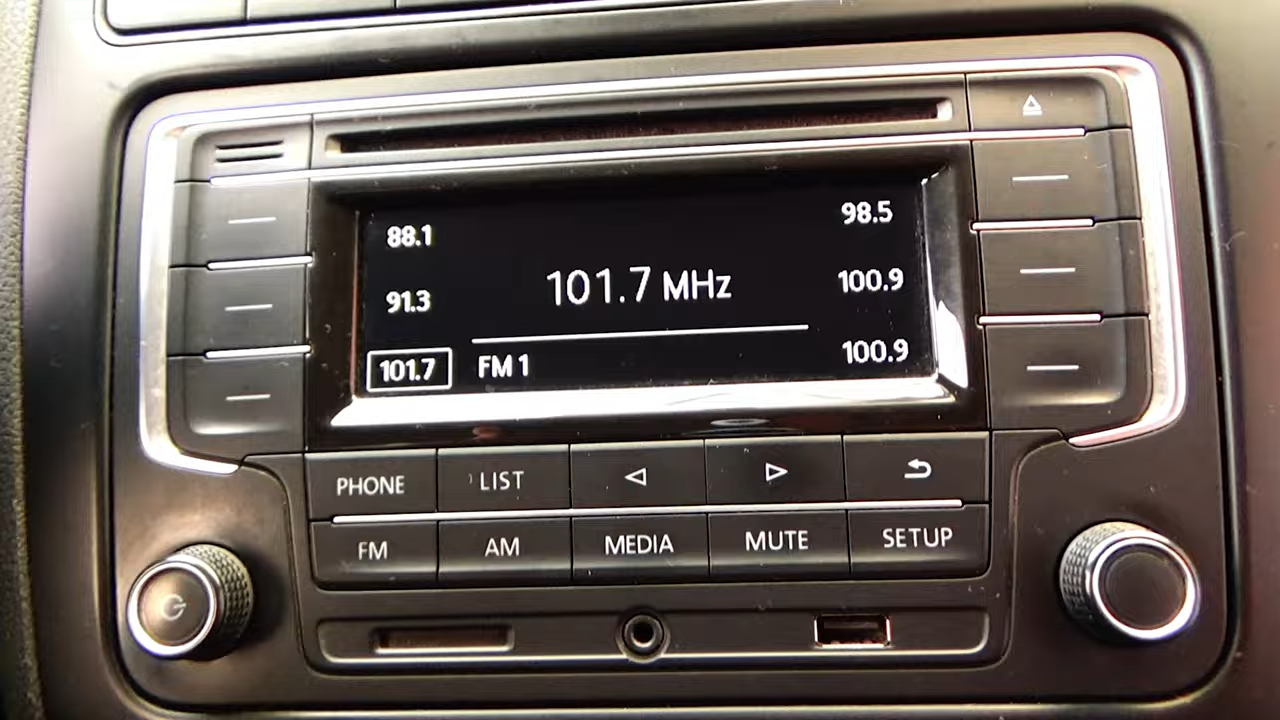 88.1
98.5
101.7 MHz
91.3
100.9
101.7
FM 1
100.9
PHONE
LIST
FM
AM
MEDIA
MUTE
SETUP